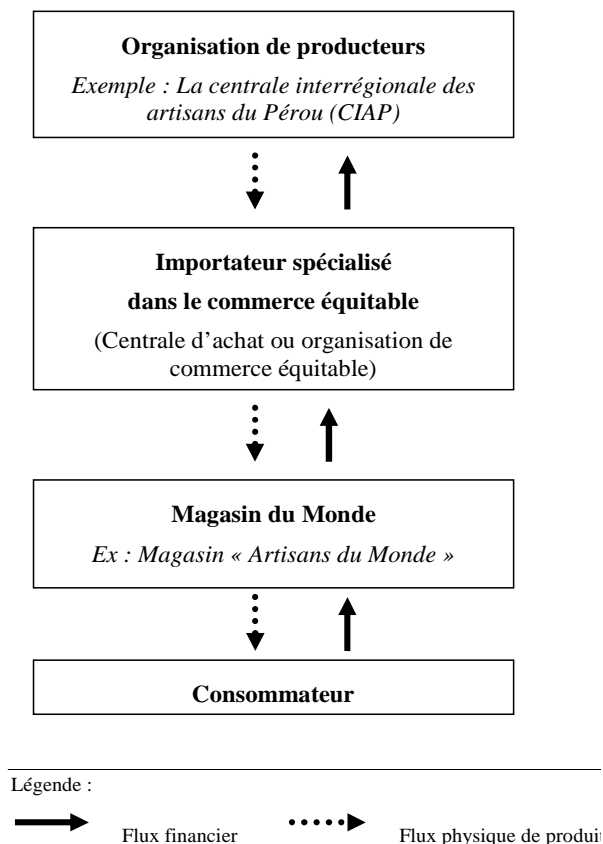 Organisation de producteurs
Exemple : La centrale interrégionale des
artisans du Pérou (CIAP)
Importateur spécialisé
dans le commerce équitable
(Centrale d'achat ou organisation de
commerce équitable)
Magasin du Monde
Ex : Magasin « Artisans du Monde »
Consommateur
Légende :
Flux financier Flux physique de produit